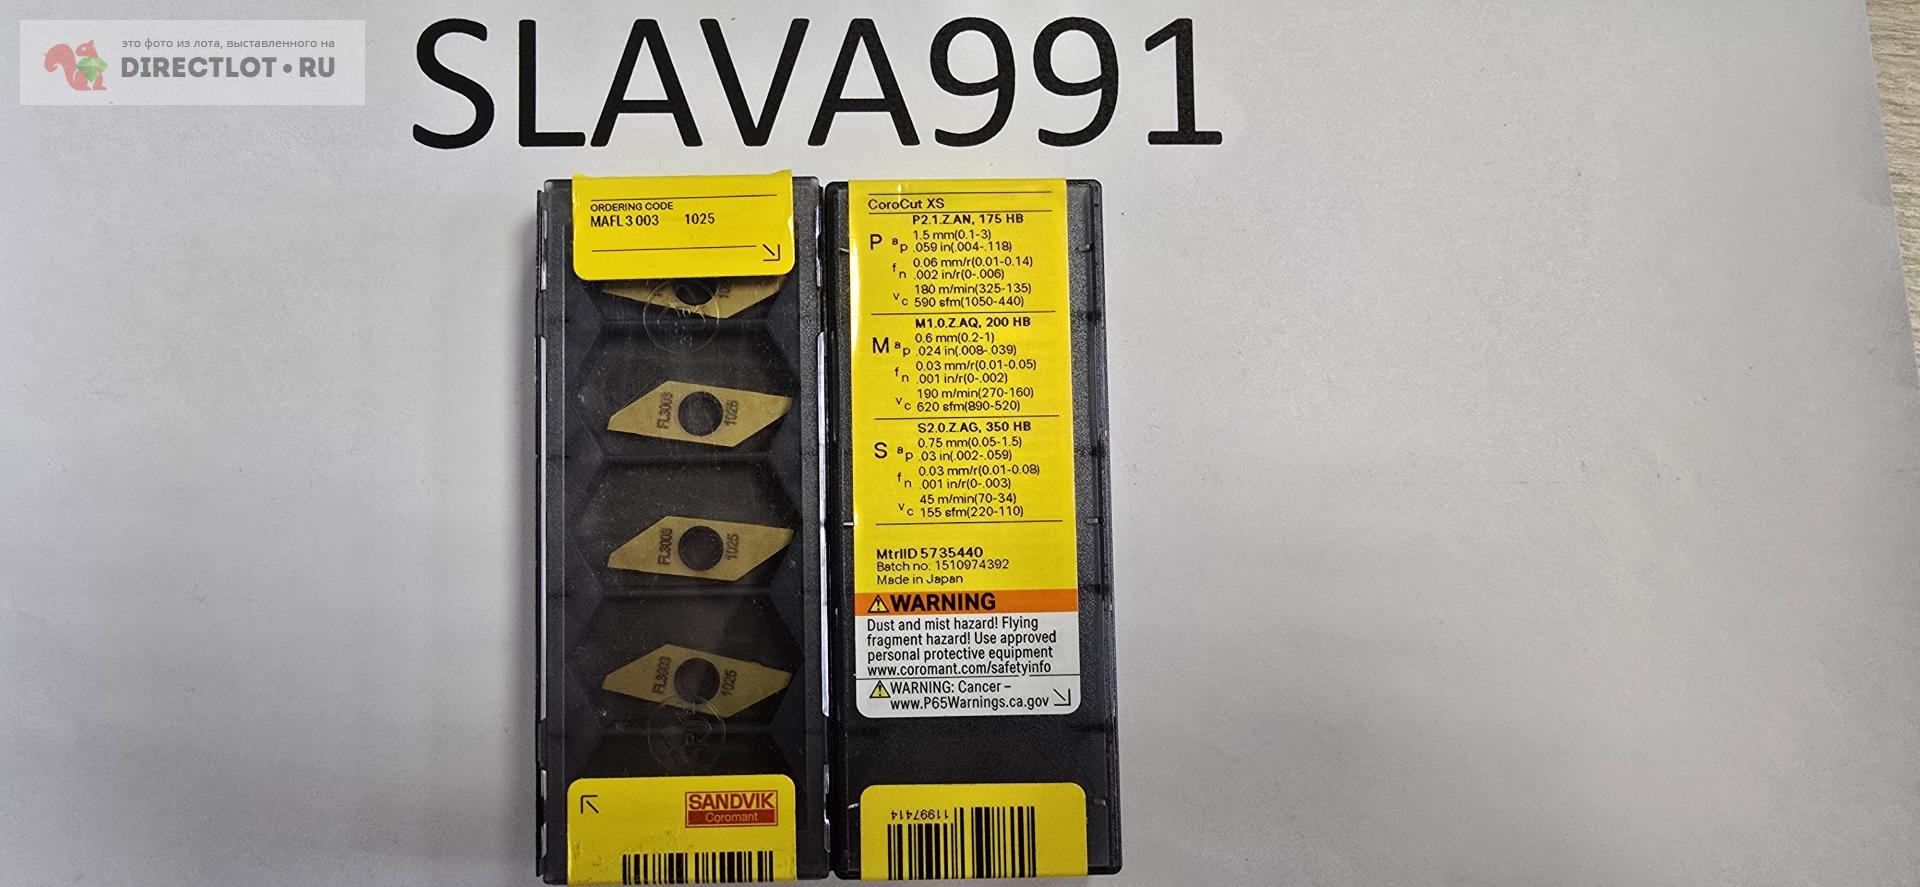 это фото из лота, выставленного на
DIRECTLOT•RU
SLAVA991
ORDERING CODE
MAFL 3 003 1025
FL3003 1025
FL3003 1025
FL3003 1025
SANDVIK
Coromant
CoroCut XS
P2.1.Z.AN, 175 HB
P ap 1.5 mm(0.1-3)
.059 in(.004-.118)
fn 0.06 mm/r(0.01-0.14)
.002 in/r(0-.006)
vc 180 m/min(325-135)
590 sfm(1050-440)
M1.0.Z.AQ, 200 HB
M ap 0.6 mm(0.2-1)
.024 in(.008-.039)
fn 0.03 mm/r(0.01-0.05)
.001 in/r(0-.002)
vc 190 m/min(270-160)
620 sfm(890-520)
S2.0.Z.AG, 350 HB
S ap 0.75 mm(0.05-1.5)
.03 in(.002-.059)
fn 0.03 mm/r(0.01-0.08)
.001 in/r(0-.003)
vc 45 m/min(70-34)
155 sfm(220-110)
MtrlID 5735440
Batch no: 1510974392
Made in Japan
WARNING
Dust and mist hazard! Flying
fragment hazard! Use approved
personal protective equipment
www.coromant.com/safetyinfo
WARNING: Cancer –
www.P65Warnings.ca.gov
11997414